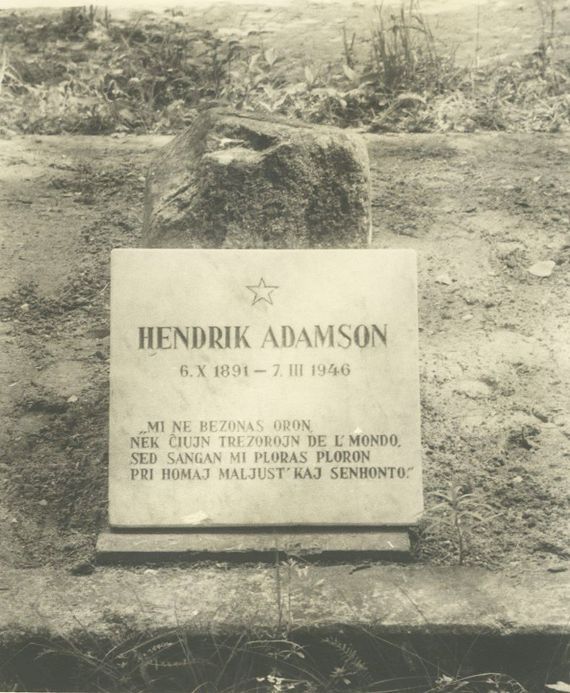 HENDRIK ADAMSON
6. X 1891 — 7. III 1946
„MI NE BEZONAS ORON,
NEK ĈIUJN TREZOROJN DE L' MONDO,
SED SANGAN MI PLORAS PLORON
PRI HOMAJ MALJUST' KAJ SENHONTO."